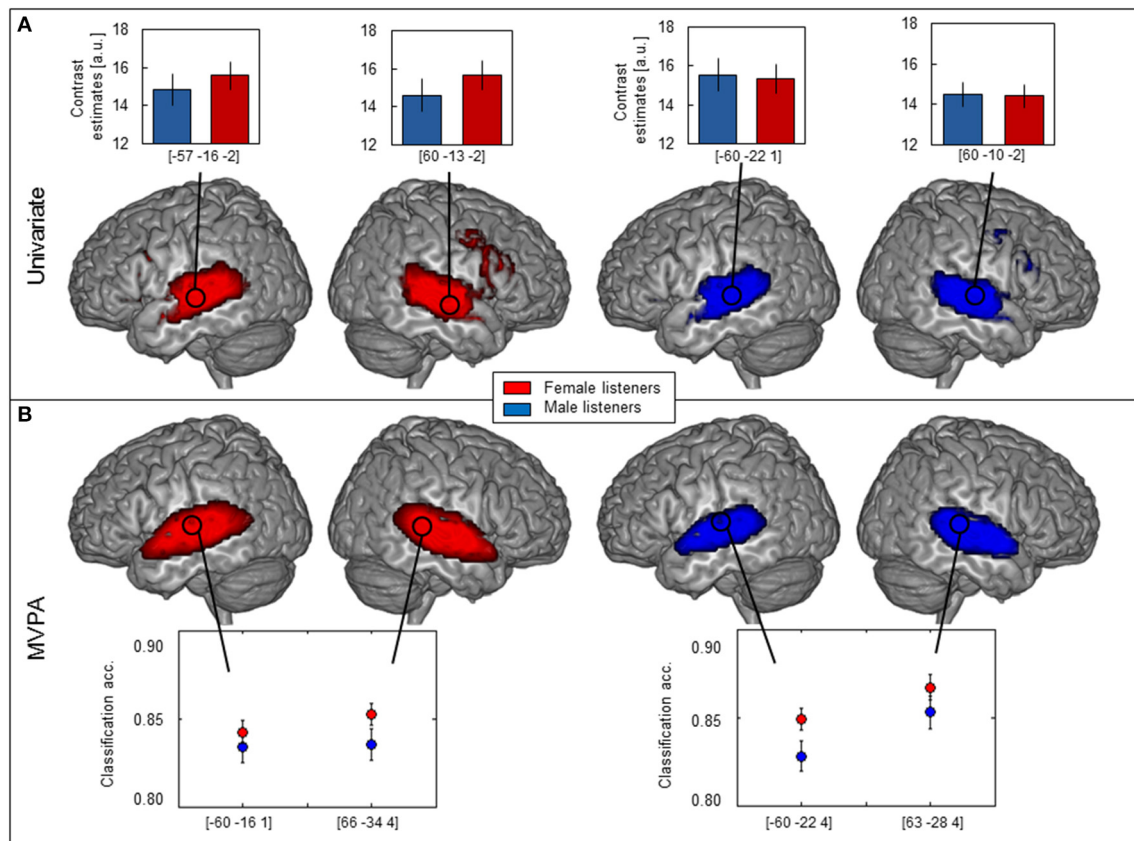 A
Univariate
Contrast
estimates [a.u.]
18
16
14
12
[-57 -16 -2]
18
16
14
12
[60 -13 -2]
Contrast
estimates [a.u.]
18
16
14
12
[-60 -22 1]
18
16
14
12
[60 -10 -2]
Female listeners
Male listeners
B
MVPA
Classification acc.
0.90
0.85
0.80
[-60 -16 1]
[66 -34 4]
Classification acc.
0.90
0.85
0.80
[-60 -22 4]
[63 -28 4]